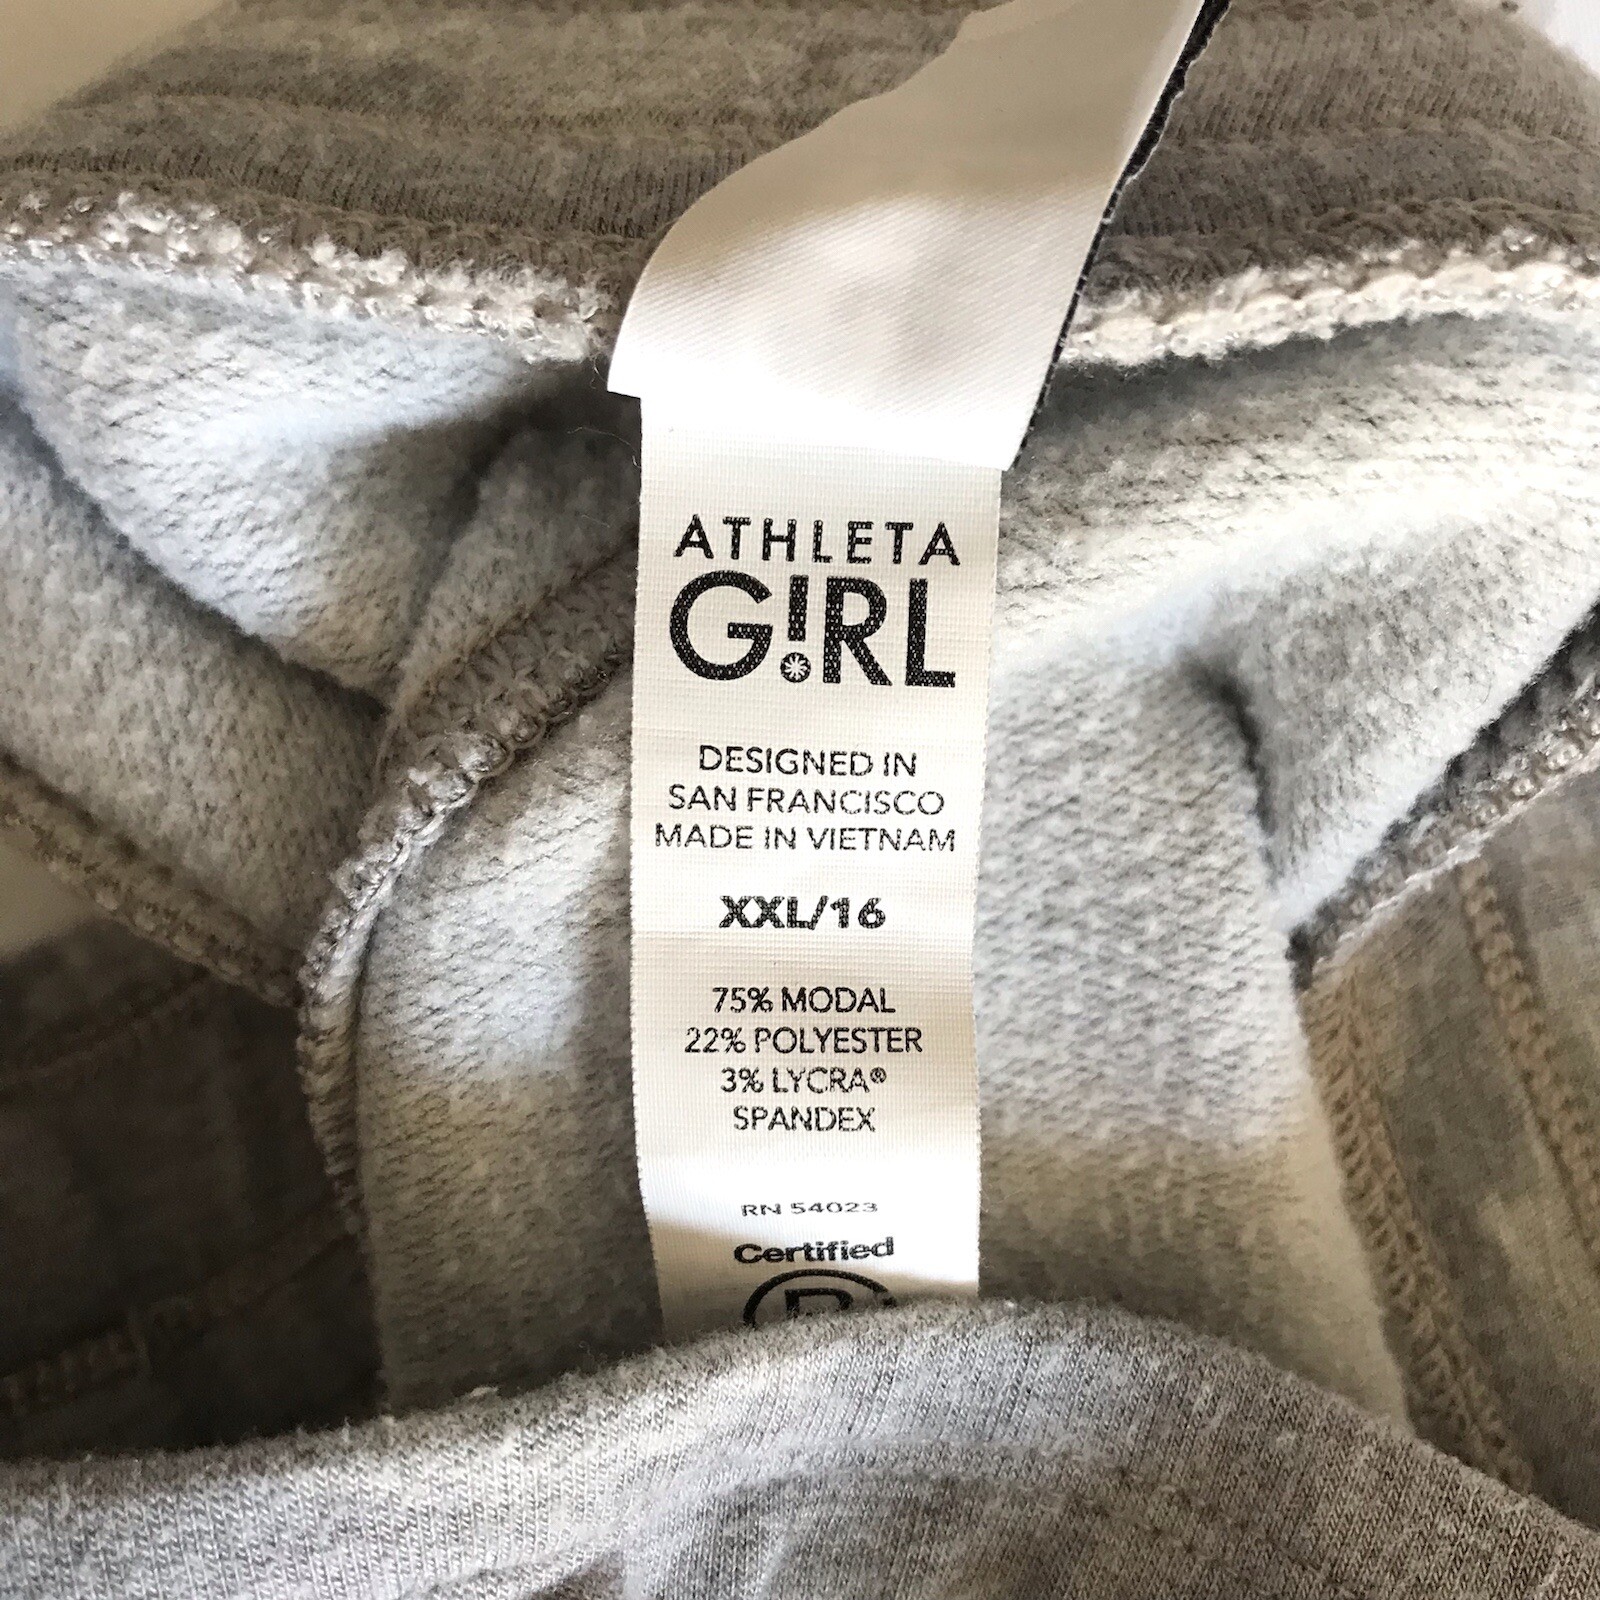 ATHLETA
G!RL
DESIGNED IN
SAN FRANCISCO
MADE IN VIETNAM
XXL/16
75% MODAL
22% POLYESTER
3% LYCRA®
SPANDEX
RN 54023
Certified
B